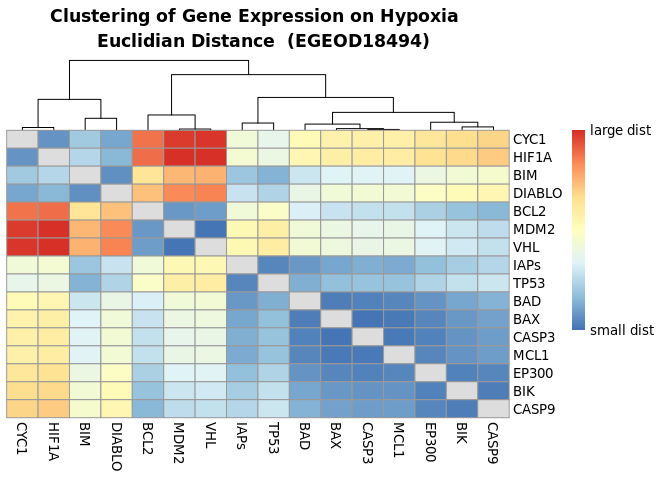 Clustering of Gene Expression on Hypoxia
Euclidian Distance (EGEOD18494)
large dist
small dist
CYC1
HIF1A
BIM
DIABLO
BCL2
MDM2
VHL
IAPs
TP53
BAD
BAX
CASP3
MCL1
EP300
BIK
CASP9
CYC1
HIF1A
BIM
DIABLO
BCL2
MDM2
VHL
IAPs
TP53
BAD
BAX
CASP3
MCL1
EP300
BIK
CASP9